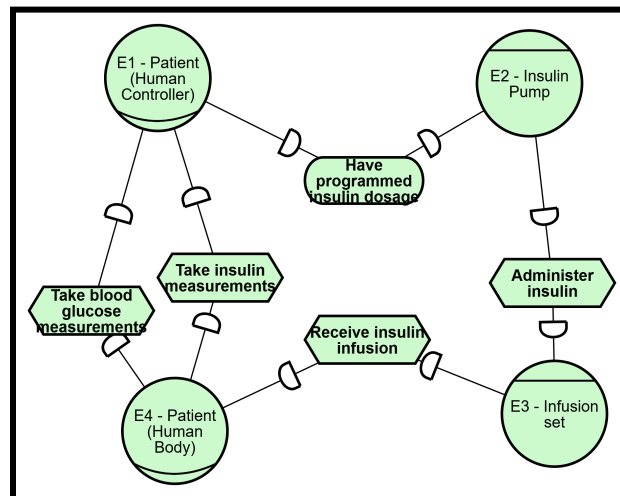 E1 - Patient
(Human
Controller)
E2 - Insulin
Pump
Have
programmed
insulin dosage
Take insulin
measurements
Administer
insulin
Take blood
glucose
measurements
Receive insulin
infusion
E4 - Patient
(Human
Body)
E3 - Infusion
set